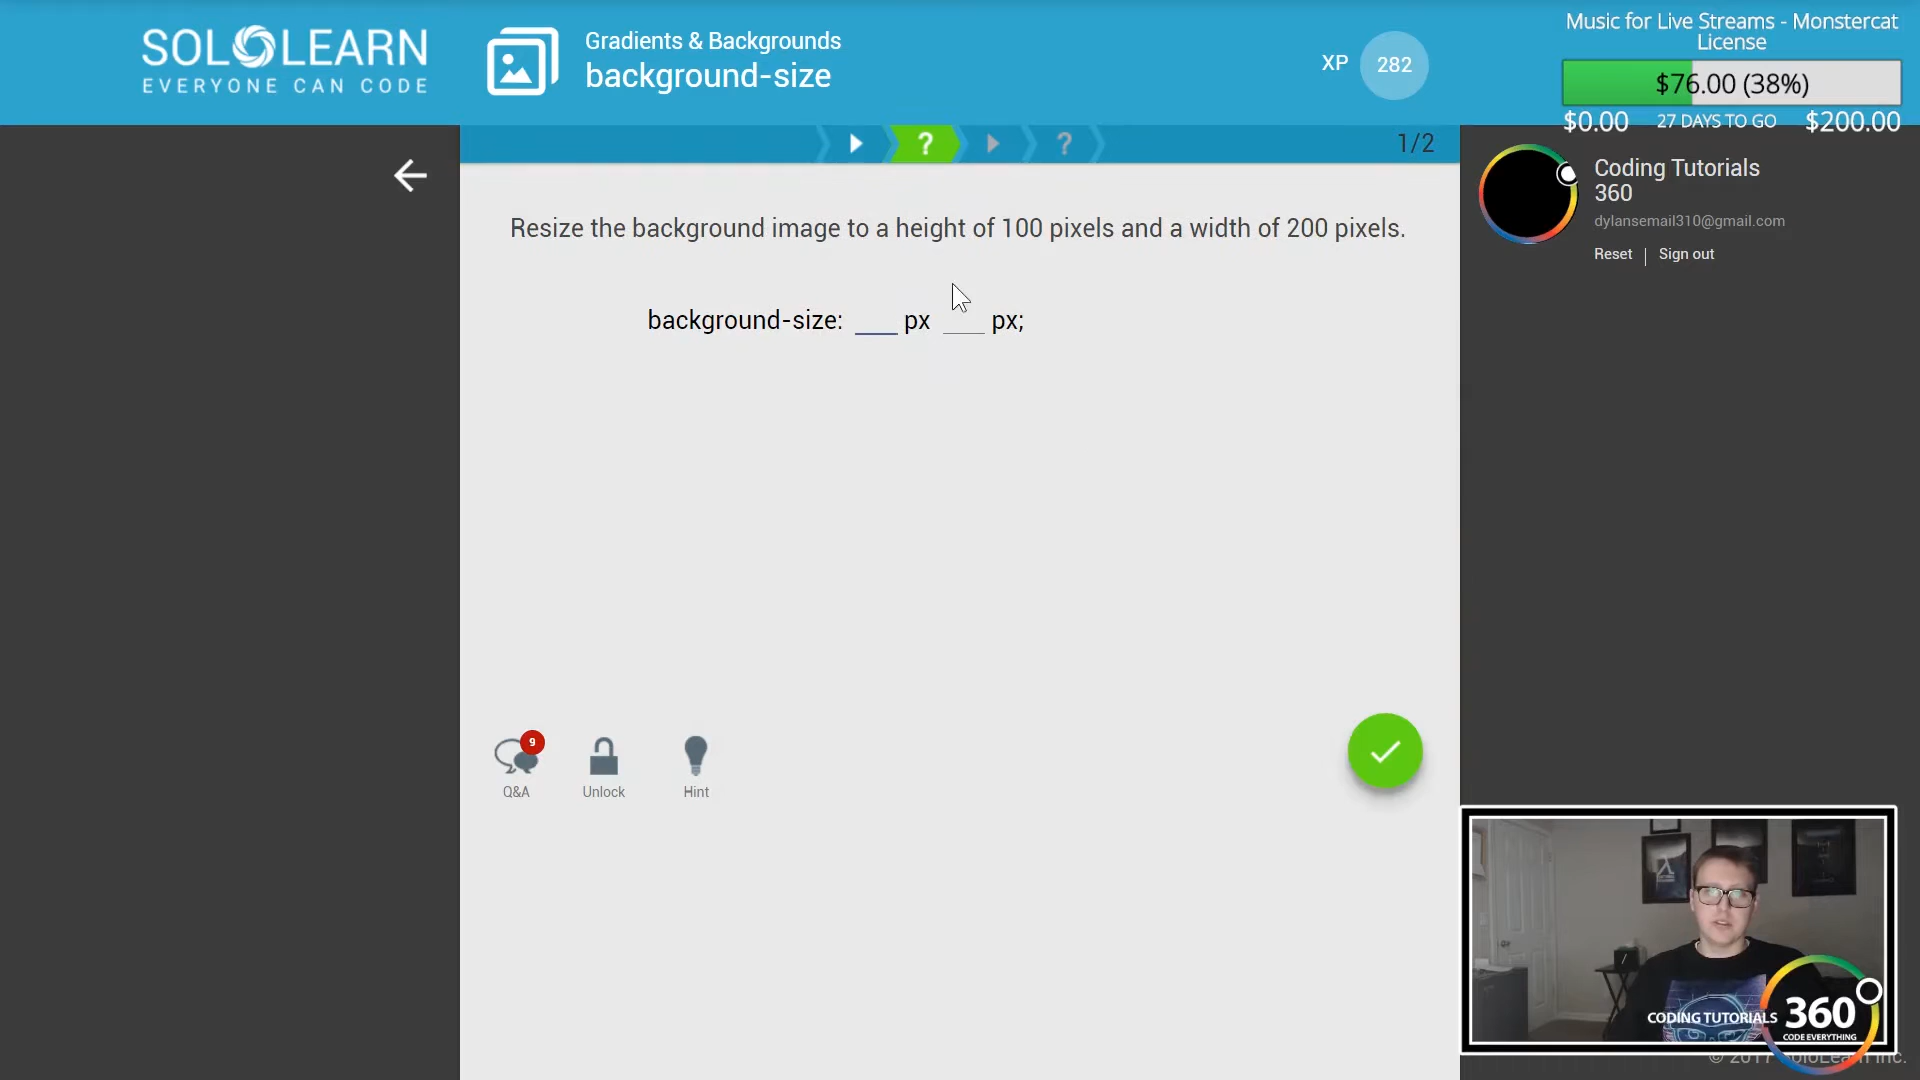 SOLOLEARN
EVERYONE CAN CODE
Gradients & Backgrounds
background-size
XP 282
Music for Live Streams - Monstercat
License
$76.00 (38%)
$0.00 27 DAYS TO GO $200.00
? ? 1/2
Coding Tutorials
360
dylansemail310@gmail.com
Reset | Sign out
Resize the background image to a height of 100 pixels and a width of 200 pixels.
background-size: ___ px ___ px;
9
Q&A Unlock Hint
CODING TUTORIALS 360
CODE EVERYTHING
© 2017 SoloLearn Inc.